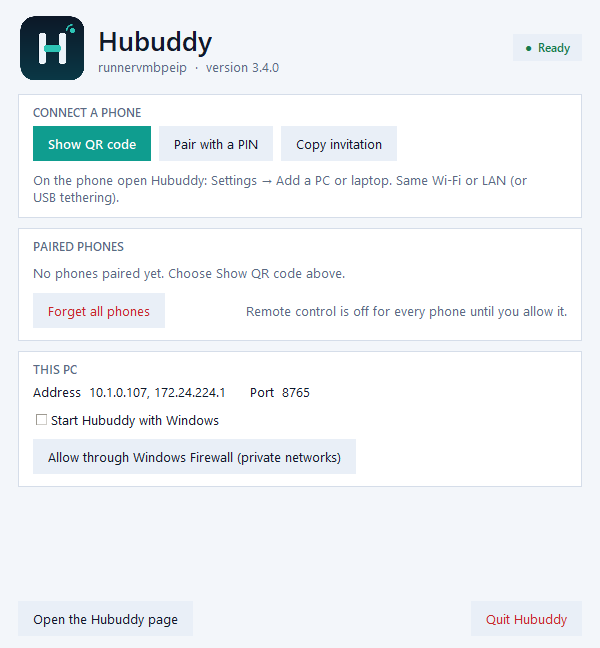 Hubuddy
runnervmbpeip · version 3.4.0
● Ready
CONNECT A PHONE
Show QR code
Pair with a PIN
Copy invitation
On the phone open Hubuddy: Settings → Add a PC or laptop. Same Wi-Fi or LAN (or
USB tethering).
PAIRED PHONES
No phones paired yet. Choose Show QR code above.
Forget all phones
Remote control is off for every phone until you allow it.
THIS PC
Address 10.1.0.107, 172.24.224.1 Port 8765
Start Hubuddy with Windows
Allow through Windows Firewall (private networks)
Open the Hubuddy page
Quit Hubuddy